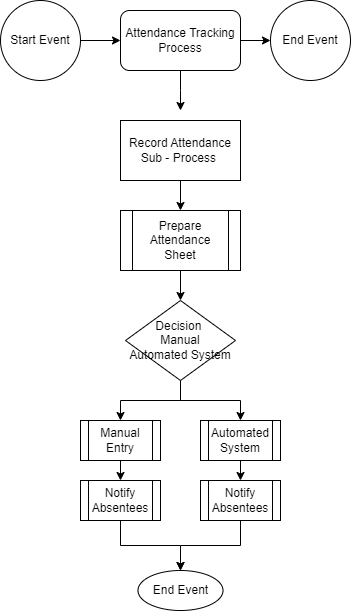 Start Event
Attendance Tracking
Process
End Event
Record Attendance
Sub - Process
Prepare
Attendance
Sheet
Decision
Manual
Automated System
Manual
Entry
Automated
System
Notify
Absentees
Notify
Absentees
End Event